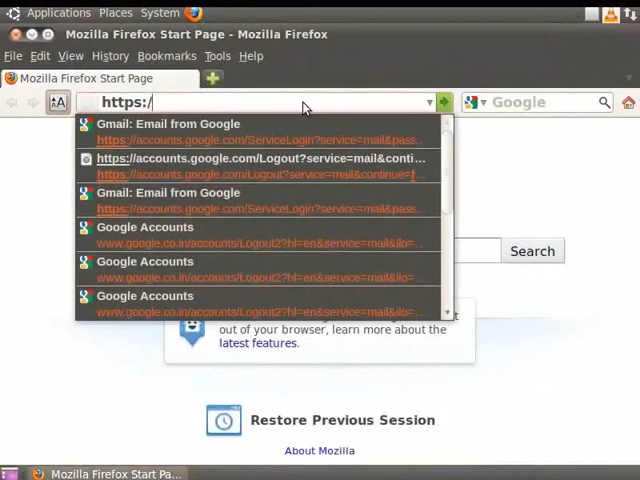 Applications Places System
Mozilla Firefox Start Page - Mozilla Firefox
File Edit View History Bookmarks Tools Help
Mozilla Firefox Start Page
https:/
Google
Gmail: Email from Google
https://accounts.google.com/ServiceLogin?service=mail&pass..
https://accounts.google.com/Logout?service=mail&conti...
https://accounts.google.com/Logout?service=mail&continue=
Gmail: Email from Google
https://accounts.google.com/ServiceLogin?service=mail&pass..
Google Accounts
www.google.co.in/accounts/Logout2?hl=en&service=mail&ilo=...
Google Accounts
www.google.co.in/accounts/Logout2?hl=en&service=mail&ilo=...
Google Accounts
www.google.co.in/accounts/Logout2?hl=en&service=mail&ilo=...
Search
out of your browser, learn more about the
latest features.
Restore Previous Session
About Mozilla
Mozilla Firefox Start Pa...